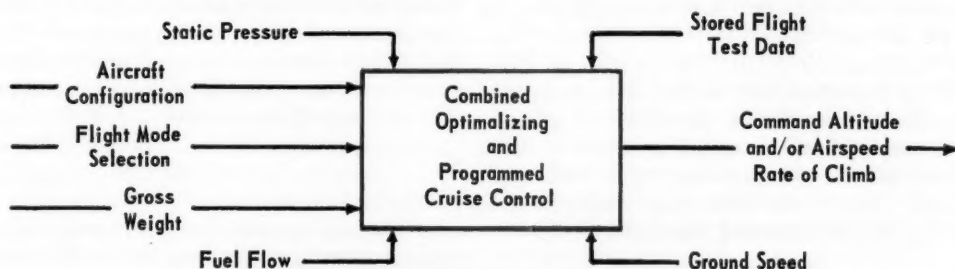 Static Pressure
Stored Flight
Test Data
Aircraft
Configuration
Flight Mode
Selection
Gross
Weight
Combined
Optimalizing
and
Programmed
Cruise Control
Command Altitude
and/or Airspeed
Rate of Climb
Fuel Flow
Ground Speed